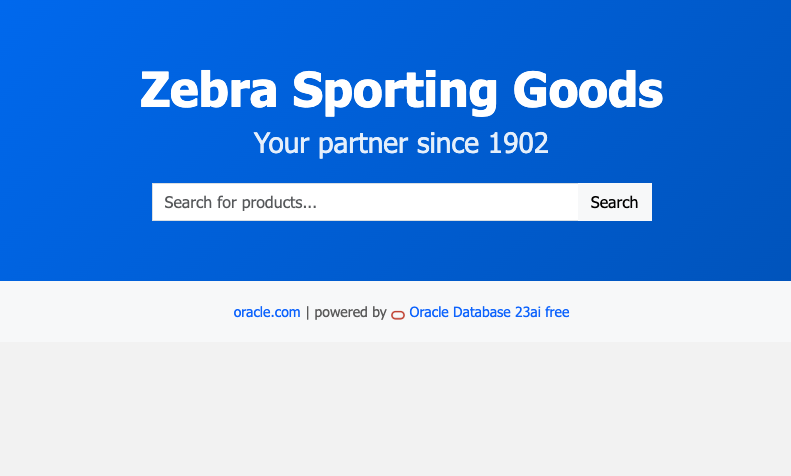 Zebra Sporting Goods
Your partner since 1902
Search for products... Search
oracle.com | powered by Oracle Database 23ai free